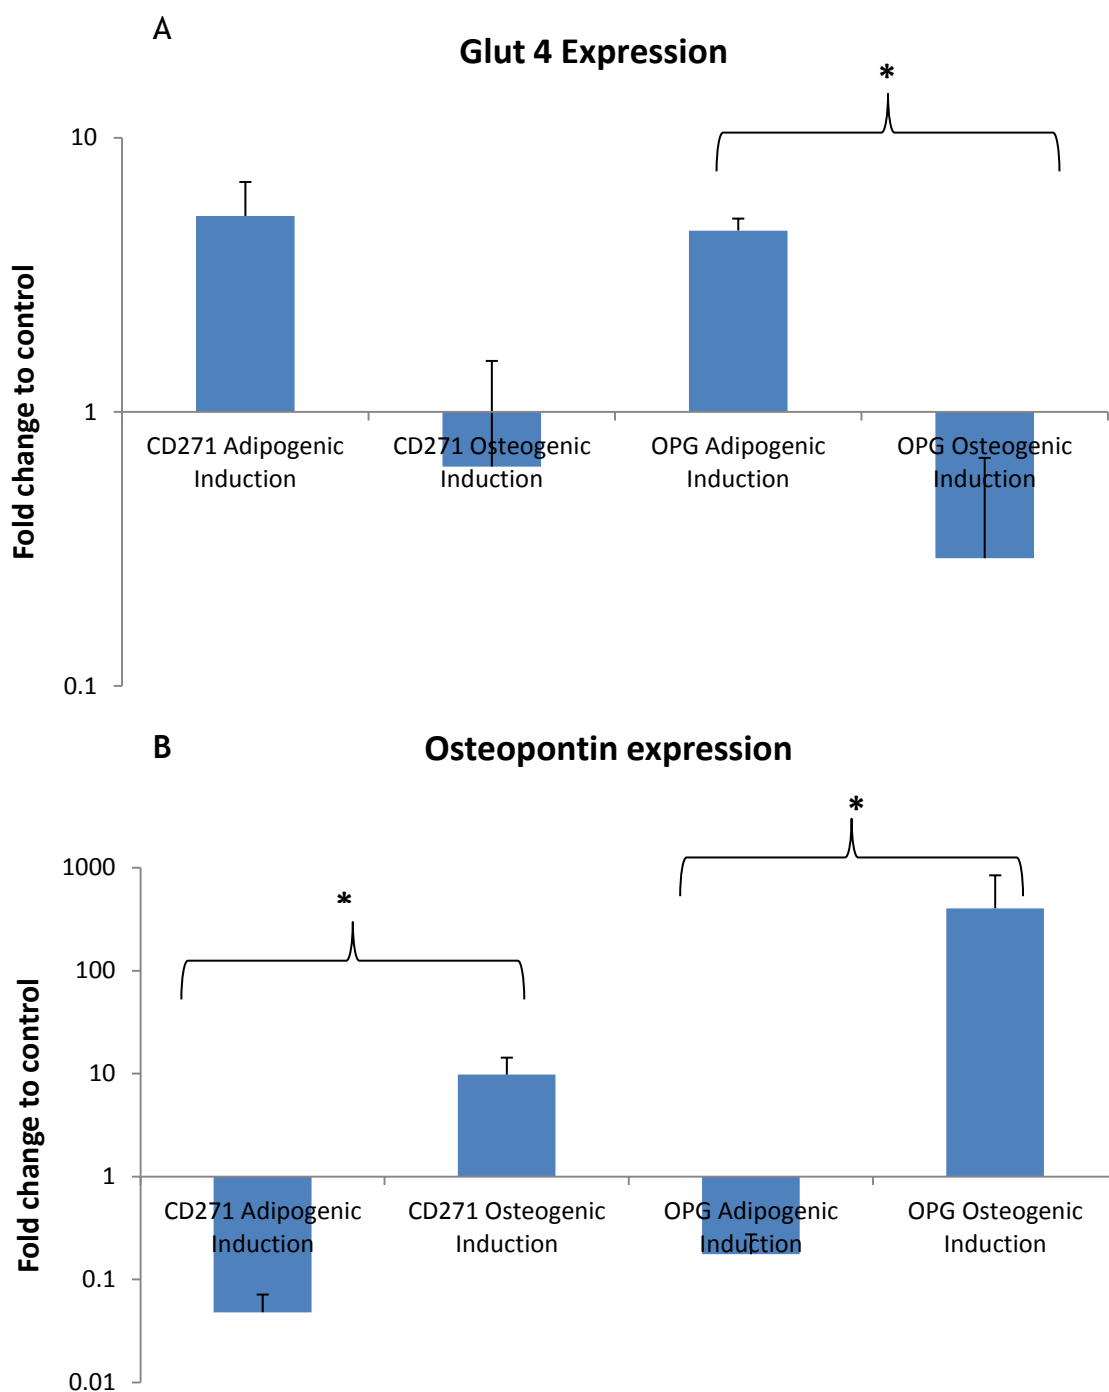 A
Glut 4 Expression
*
10
1
0.1
Fold change to control
CD271 Adipogenic
Induction
CD271 Osteogenic
Induction
OPG Adipogenic
Induction
OPG Osteogenic
Induction
B
Osteopontin expression
*
*
1000
100
10
1
0.1
0.01
Fold change to control
CD271 Adipogenic
Induction
CD271 Osteogenic
Induction
OPG Adipogenic
Induction
OPG Osteogenic
Induction